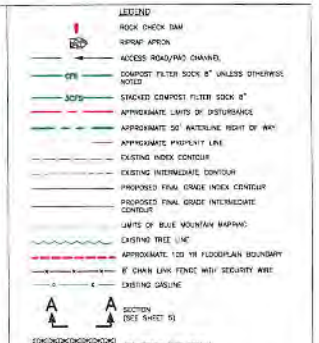 LEGEND
ROCK CHECK DAM
RIPRAP APRON
ACCESS ROAD/PAD CHANNEL
CFS
COMPOST FILTER SOCK 8" UNLESS OTHERWISE
NOTED
SCFS
STACKED COMPOST FILTER SOCK 8"
APPROXIMATE LIMITS OF DISTURBANCE
APPROXIMATE 50' WATERLINE RIGHT OF WAY
APPROXIMATE PROPERTY LINE
EXISTING INDEX CONTOUR
EXISTING INTERMEDIATE CONTOUR
PROPOSED FINAL GRADE INDEX CONTOUR
PROPOSED FINAL GRADE INTERMEDIATE
CONTOUR
LIMITS OF BLUE MOUNTAIN MAPPING
EXISTING TREE LINE
APPROXIMATE 100 YR FLOODPLAIN BOUNDARY
8' CHAIN LINK FENCE WITH SECURITY WIRE
EXISTING GASLINE
A A
SECTION
(SEE SHEET 5)